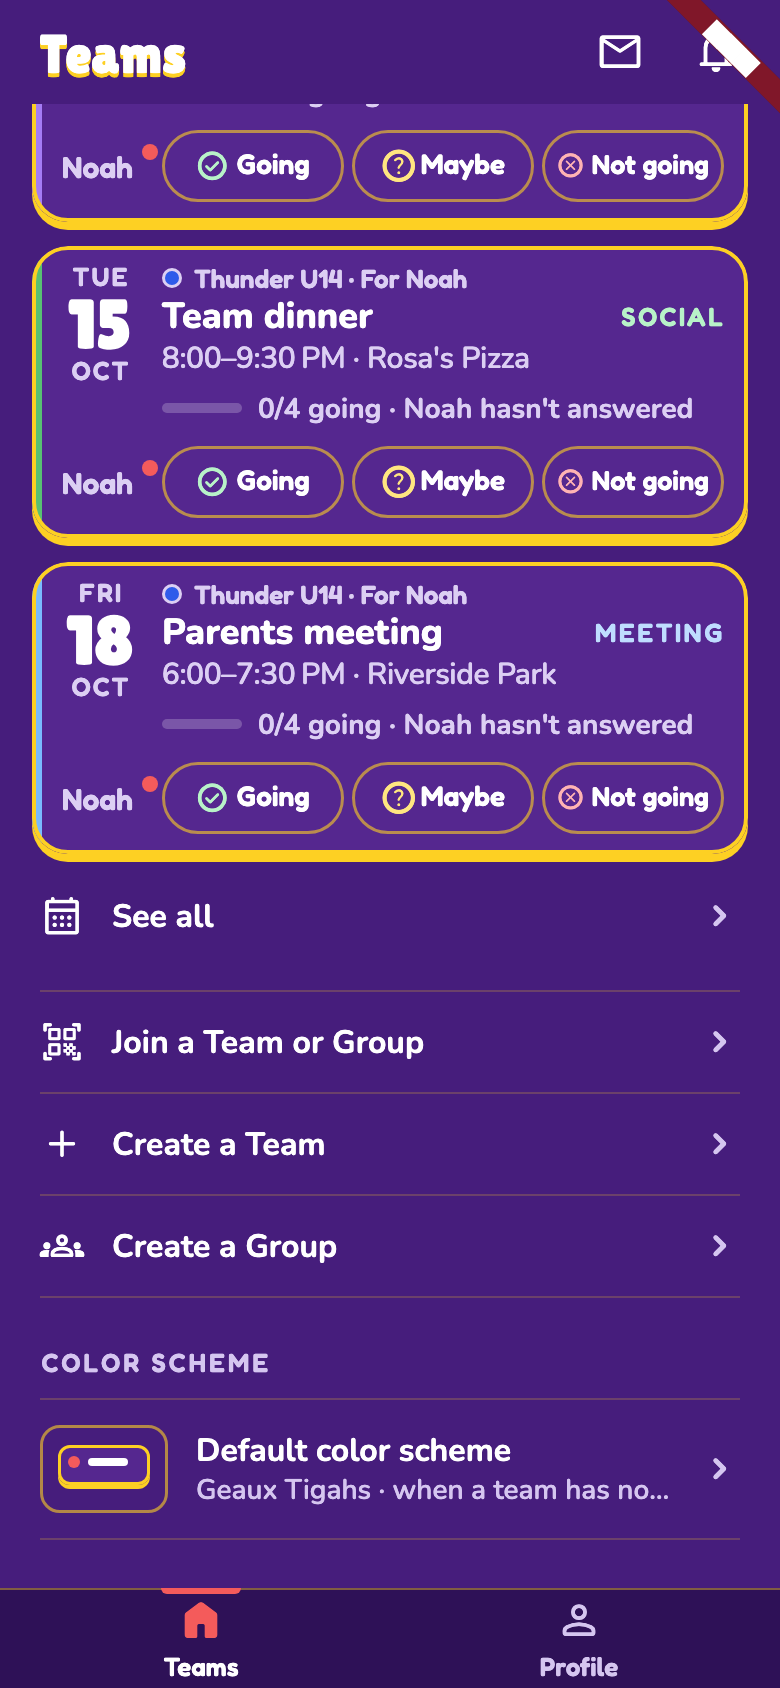 Teams
Noah
Going
Maybe
Not going
TUE
15
OCT
Thunder U14 · For Noah
Team dinner
SOCIAL
8:00–9:30 PM · Rosa's Pizza
0/4 going · Noah hasn't answered
Noah
Going
Maybe
Not going
FRI
18
OCT
Thunder U14 · For Noah
Parents meeting
MEETING
6:00–7:30 PM · Riverside Park
0/4 going · Noah hasn't answered
Noah
Going
Maybe
Not going
See all
Join a Team or Group
Create a Team
Create a Group
COLOR SCHEME
Default color scheme
Geaux Tigahs · when a team has no...
Teams
Profile